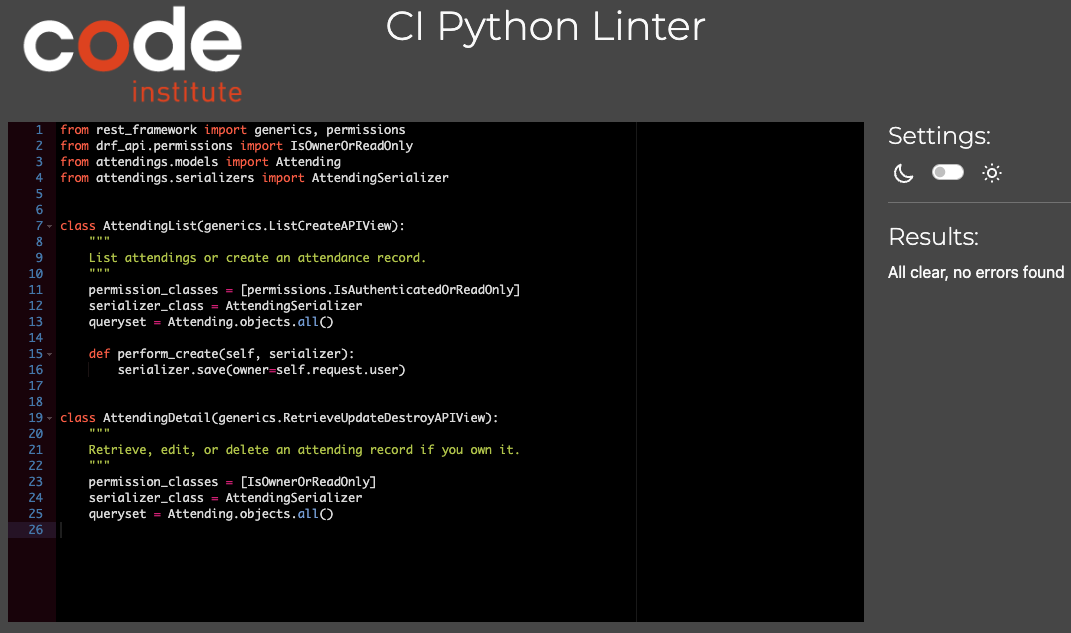 code
institute
CI Python Linter
1 from rest_framework import generics, permissions
2 from drf_api.permissions import IsOwnerOrReadOnly
3 from attendings.models import Attending
4 from attendings.serializers import AttendingSerializer
5
6
7 class AttendingList(generics.ListCreateAPIView):
8     """
9     List attendings or create an attendance record.
10     """
11     permission_classes = [permissions.IsAuthenticatedOrReadOnly]
12     serializer_class = AttendingSerializer
13     queryset = Attending.objects.all()
14
15     def perform_create(self, serializer):
16         serializer.save(owner=self.request.user)
17
18
19 class AttendingDetail(generics.RetrieveUpdateDestroyAPIView):
20     """
21     Retrieve, edit, or delete an attending record if you own it.
22     """
23     permission_classes = [IsOwnerOrReadOnly]
24     serializer_class = AttendingSerializer
25     queryset = Attending.objects.all()
26
Settings:
Results:
All clear, no errors found